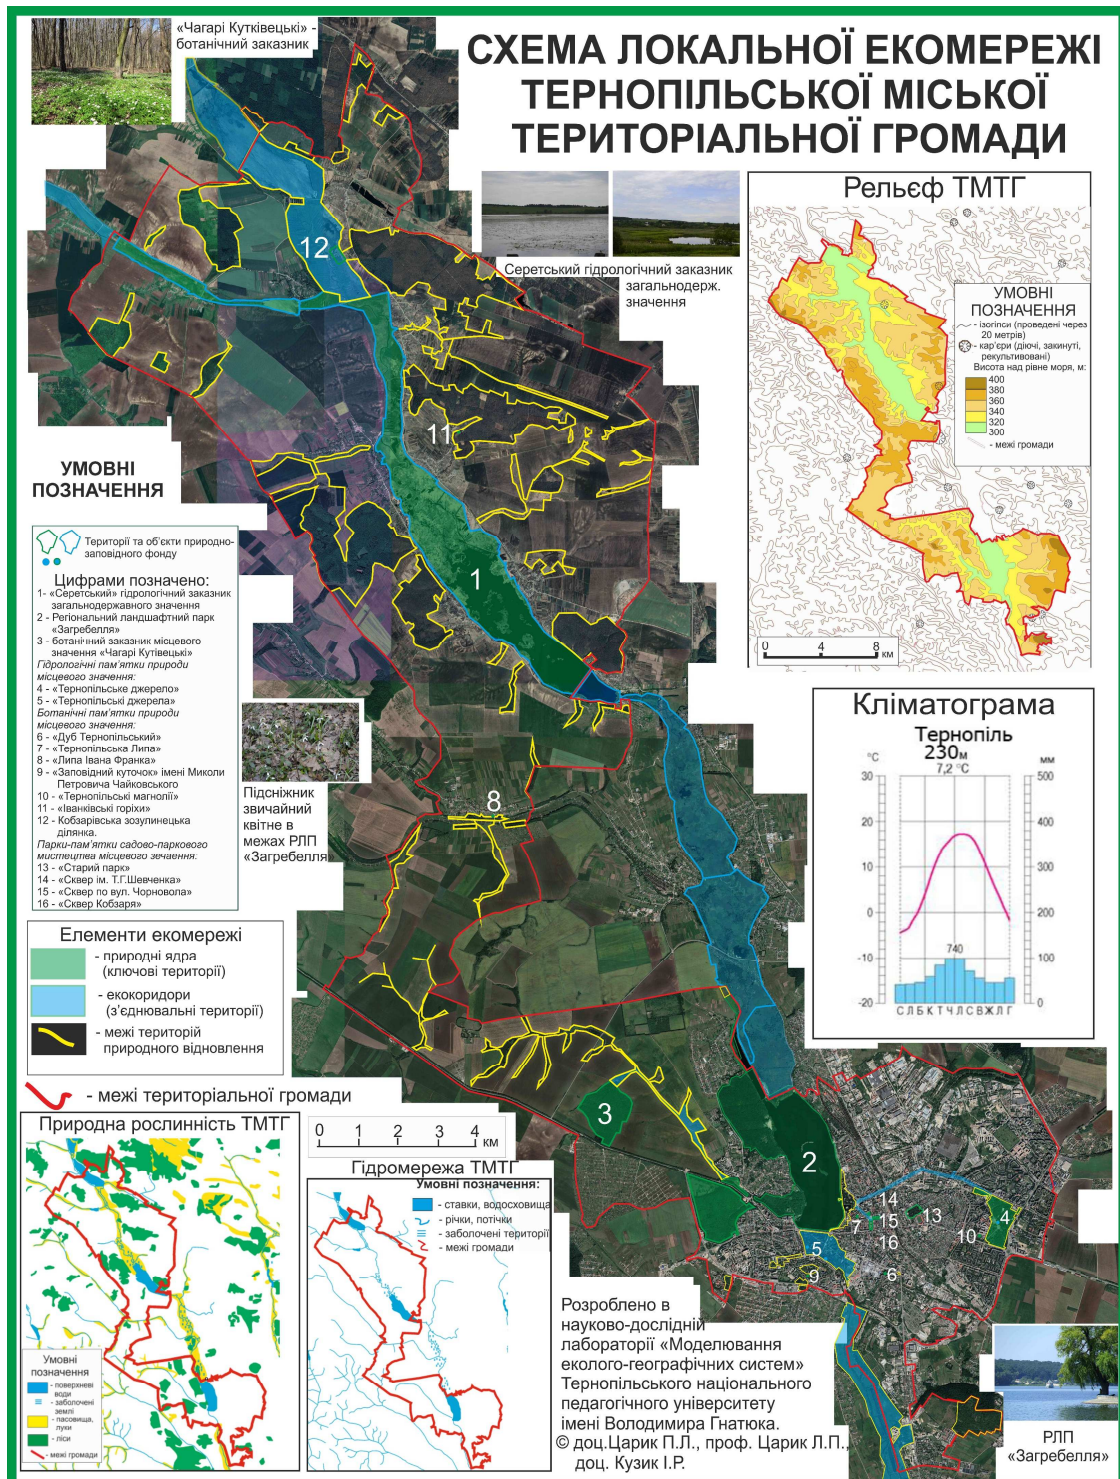 «Чагарі Кутківецькі» -
ботанічний заказник
СХЕМА ЛОКАЛЬНОЇ ЕКОМЕРЕЖІ
ТЕРНОПІЛЬСЬКОЇ МІСЬКОЇ
ТЕРИТОРІАЛЬНОЇ ГРОМАДИ
Серетський гідрологічний заказник
загальнодерж.
значення
Рельєф ТМТГ
УМОВНІ
ПОЗНАЧЕННЯ
- ізогіпси (проведені через
20 метрів)
- кар'єри (діючі, закинуті,
рекультивовані)
Висота над рівне моря, м:
400
380
360
340
320
300
- межі громади
0 4 8
км
12
11
1
8
3
2
14
15
13
7
16
10
4
5
9
6
УМОВНІ
ПОЗНАЧЕННЯ
Території та об'єкти природно-
заповідного фонду
Цифрами позначено:
1- «Серетський» гідрологічний заказник
загальнодержавного значення
2 - Регіональний ландшафтний парк
«Загребелля»
3 - ботанічний заказник місцевого
значення «Чагарі Кутівецькі»
Гідрологічні пам'ятки природи
місцевого значення:
4 - «Тернопільське джерело»
5 - «Тернопільські джерела»
Ботанічні пам'ятки природи
місцевого значення:
6 - «Дуб Тернопільський»
7 - «Тернопільська Липа»
8 - «Липа Івана Франка»
9 - «Заповідний куточок» імені Миколи
Петровича Чайковського
10 - «Тернопільські магнолії»
11 - «Іванківські горіхи»
12 - Кобзарівська зозулинецька
ділянка.
Парки-пам'ятки садово-паркового
мистецтва місцевого зечаення:
13 - «Старий парк»
14 - «Сквер ім. Т.Г.Шевченка»
15 - «Сквер по вул. Чорновола»
16 - «Сквер Кобзаря»
Підсніжник
звичайний
квітне в
межах РЛП
«Загребелля»
Елементи екомережі
- природні ядра
(ключові території)
- екокоридори
(з'єднювальні території)
- межі територій
природного відновлення
- межі територіальної громади
Кліматограма
Тернопіль
230м
7,2 °C
°C
мм
30
20
10
0
-10
-20
500
400
300
200
100
0
740
С Л Б К Т Ч Л С В Ж Л Г
Природна рослинність ТМТГ
Умовні
позначення
- поверхневі
води
- заболочені
землі
- пасовища,
луки
- ліси
- межі громади
0 1 2 3 4
км
Гідромережа ТМТГ
Умовні позначення:
- ставки, водосховища
- річки, потічки
- заболочені території
- межі громади
Розроблено в
науково-дослідній
лабораторії «Моделювання
еколого-географічних систем»
Тернопільського національного
педагогічного університету
імені Володимира Гнатюка.
© доц.Царик П.Л., проф. Царик Л.П.,
доц. Кузик І.Р.
РЛП
«Загребелля»